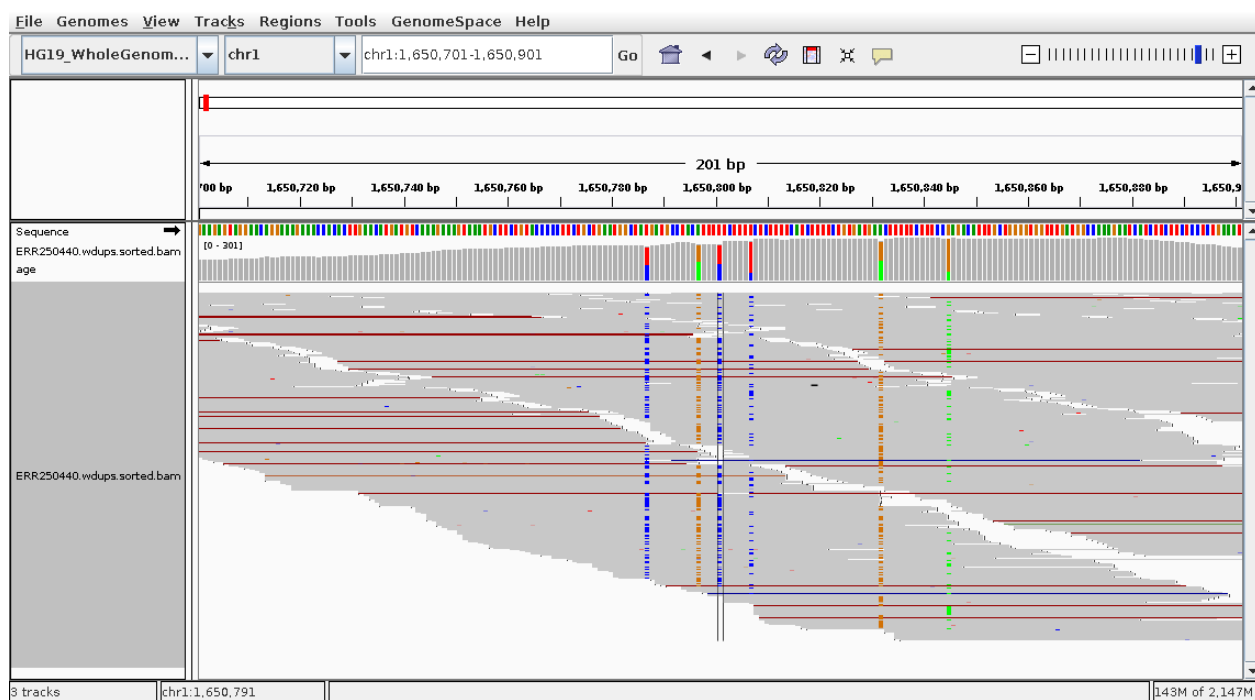 File Genomes View Tracks Regions Tools GenomeSpace Help
HG19_WholeGenom... chr1 chr1:1,650,701-1,650,901 Go
201 bp
'00 bp 1,650,720 bp 1,650,740 bp 1,650,760 bp 1,650,780 bp 1,650,800 bp 1,650,820 bp 1,650,840 bp 1,650,860 bp 1,650,880 bp 1,650,9
Sequence
ERR250440.wdups.sorted.bam
age
[0 - 301]
ERR250440.wdups.sorted.bam
3 tracks chr1:1,650,791 143M of 2,147M